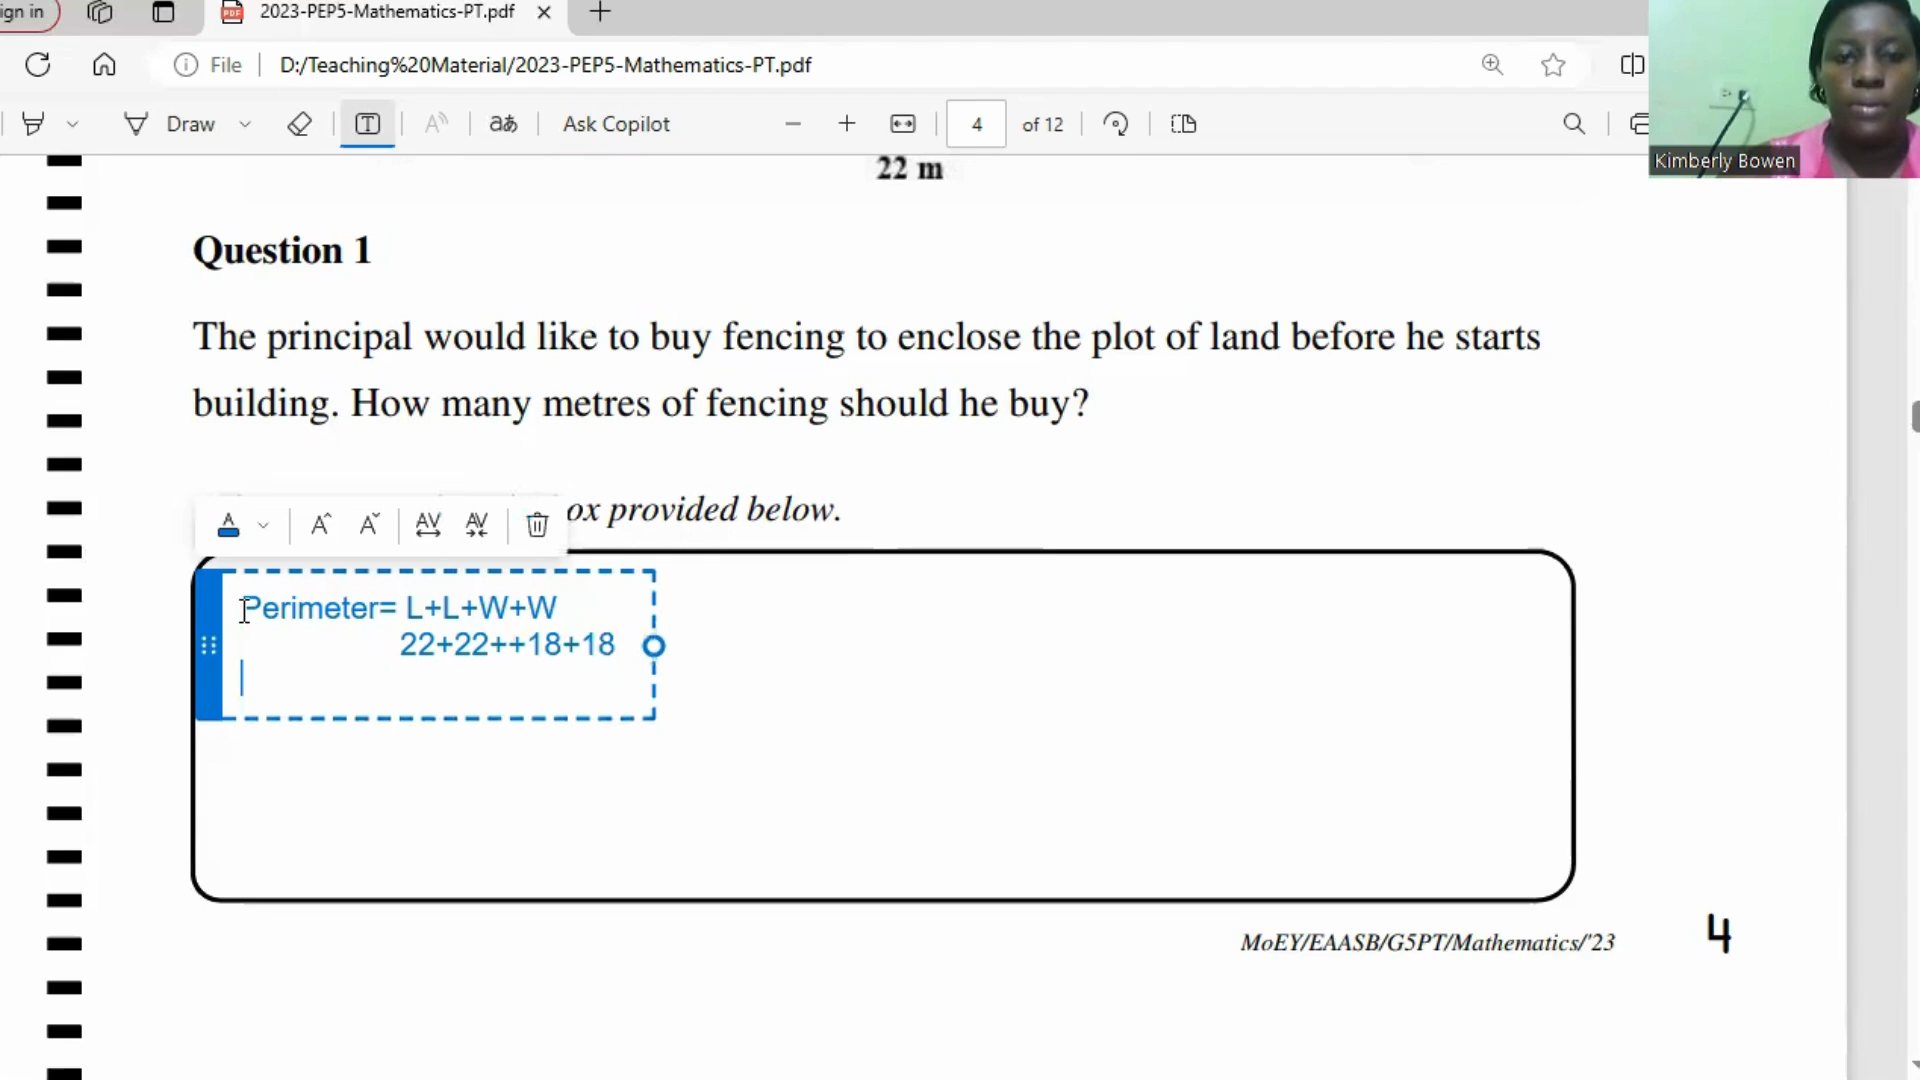 ign in
2023-PEP5-Mathematics-PT.pdf
File
D:/Teaching%20Material/2023-PEP5-Mathematics-PT.pdf
Draw
Ask Copilot
4
of 12
Kimberly Bowen
22 m
Question 1
The principal would like to buy fencing to enclose the plot of land before he starts
building. How many metres of fencing should he buy?
ox provided below.
Perimeter= L+L+W+W
22+22++18+18
MoEY/EAASB/G5PT/Mathematics/'23
4